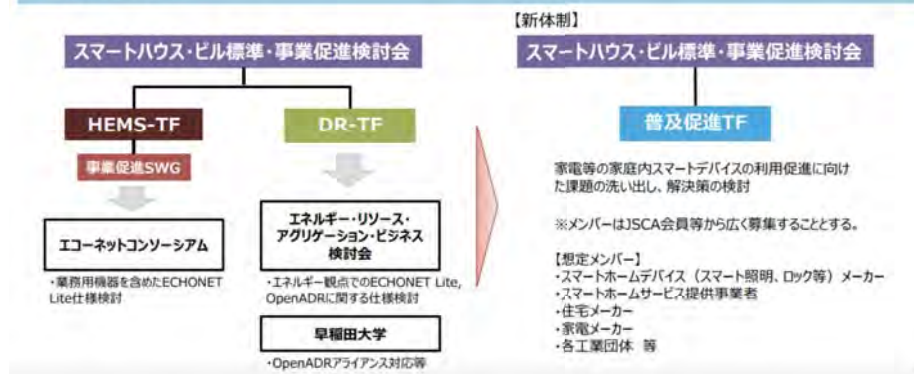 スマートハウス・ビル標準・事業促進検討会
HEMS-TF
DR-TF
事業促進SWG
エコーネットコンソーシアム
・業務用機器を含めたECHONET
Lite仕様検討
エネルギー・リソース・
アグリゲーション・ビジネス
検討会
・エネルギー観点でのECHONET Lite,
OpenADRに関する仕様検討
早稲田大学
・OpenADRアライアンス対応等
【新体制】
スマートハウス・ビル標準・事業促進検討会
普及促進TF
家電等の家庭内スマートデバイスの利用促進に向け
た課題の洗い出し、解決策の検討
※メンバーはJSCA会員等から広く募集することとする。
【想定メンバー】
・スマートホームデバイス（スマート照明、ロック等）メーカー
・スマートホームサービス提供事業者
・住宅メーカー
・家電メーカー
・各工業団体 等